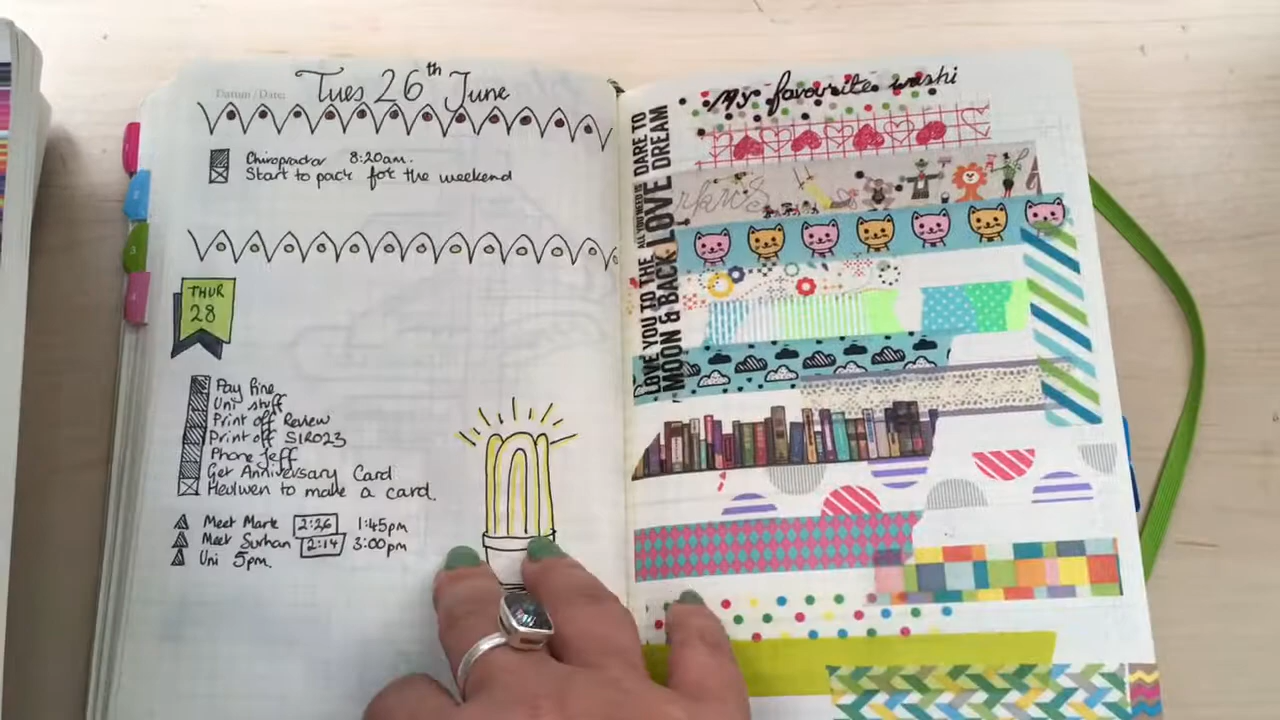 Datum / Date:
Tues 26th June
Chiropractor 8:20am.
Start to pack for the weekend
THUR
28
Pay fine
Uni stuff
Print off Review
Print off SIR023
Phone Jeff
Get Anniversary Card
Heulwen to make a card.
Meet Mark 2:26 1:45pm
Meet Surhan 2:14 3:00pm
Uni 5pm.
My favourite washi
LOVE YOU TO THE
MOON & BACK
ALL YOU NEED IS
LOVE
DARE TO
DREAM